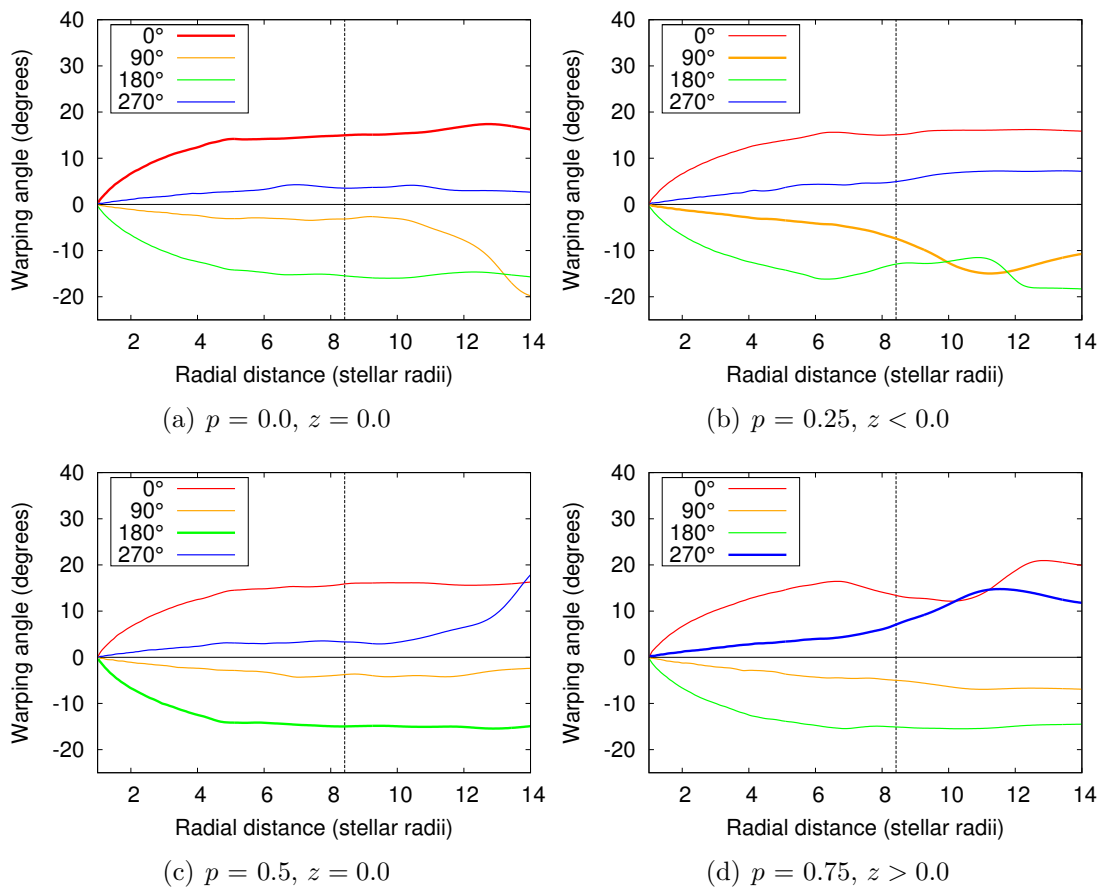 40
30
20
10
0
-10
-20
Warping angle (degrees)
0°
90°
180°
270°
2 4 6 8 10 12 14
Radial distance (stellar radii)
(a) p = 0.0, z = 0.0
40
30
20
10
0
-10
-20
Warping angle (degrees)
0°
90°
180°
270°
2 4 6 8 10 12 14
Radial distance (stellar radii)
(b) p = 0.25, z < 0.0
40
30
20
10
0
-10
-20
Warping angle (degrees)
0°
90°
180°
270°
2 4 6 8 10 12 14
Radial distance (stellar radii)
(c) p = 0.5, z = 0.0
40
30
20
10
0
-10
-20
Warping angle (degrees)
0°
90°
180°
270°
2 4 6 8 10 12 14
Radial distance (stellar radii)
(d) p = 0.75, z > 0.0